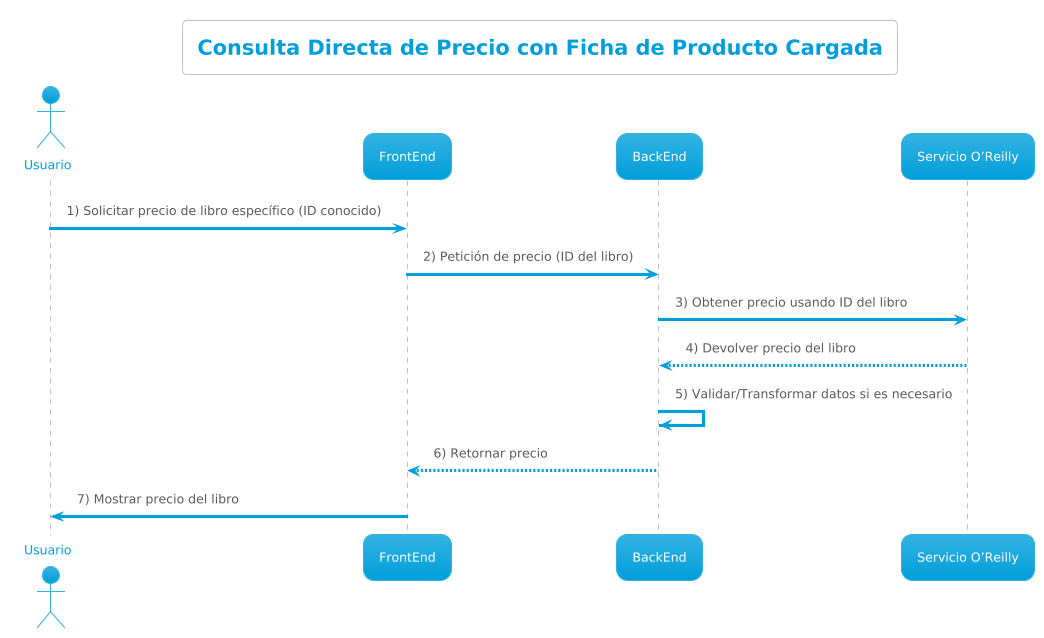 Consulta Directa de Precio con Ficha de Producto Cargada
Usuario
FrontEnd
BackEnd
Servicio O’Reilly
1) Solicitar precio de libro específico (ID conocido)
2) Petición de precio (ID del libro)
3) Obtener precio usando ID del libro
4) Devolver precio del libro
5) Validar/Transformar datos si es necesario
6) Retornar precio
7) Mostrar precio del libro
Usuario
FrontEnd
BackEnd
Servicio O’Reilly